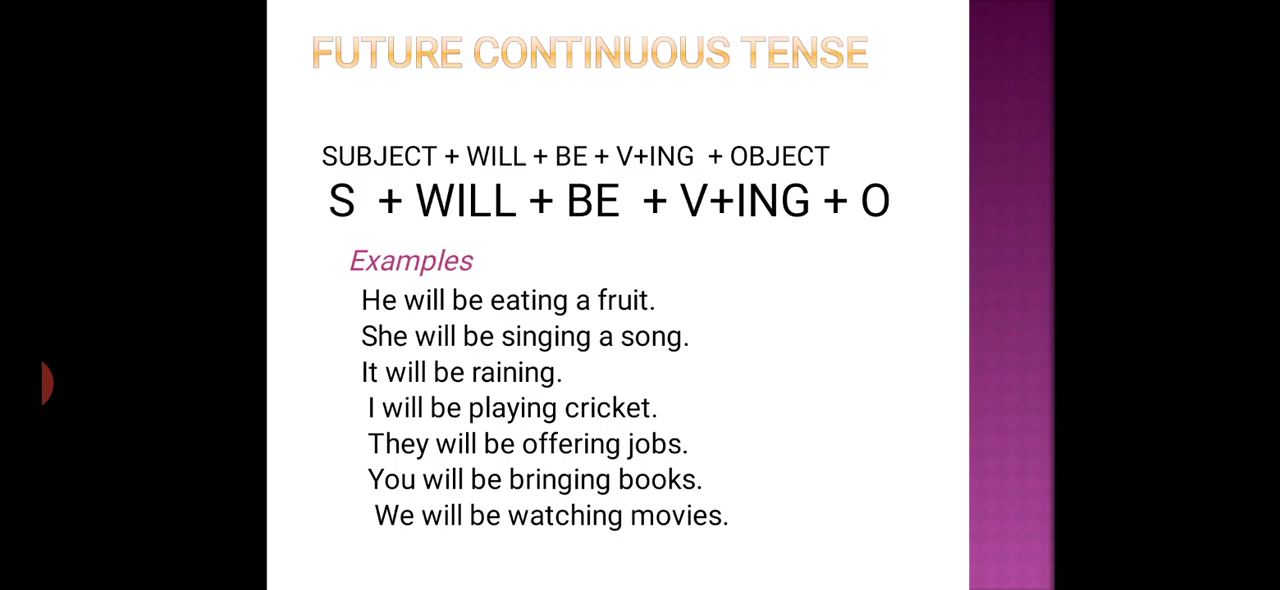 FUTURE CONTINUOUS TENSE
SUBJECT + WILL + BE + V+ING + OBJECT
S + WILL + BE + V+ING + O
Examples
He will be eating a fruit.
She will be singing a song.
It will be raining.
I will be playing cricket.
They will be offering jobs.
You will be bringing books.
We will be watching movies.